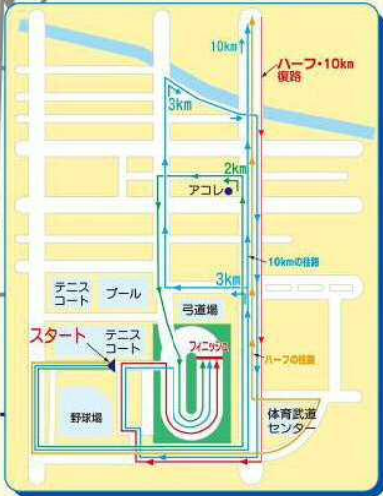 10km
ハーフ・10km
復路
3km
2km
アコレ
10kmの往路
3km
テニス
コート
プール
弓道場
スタート
テニス
コート
フィニッシュ
ハーフの往路
野球場
体育武道
センター